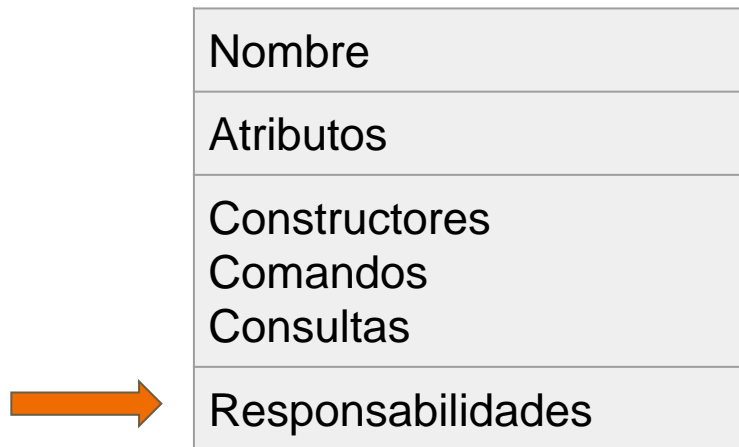 Nombre
Atributos
Constructores
Comandos
Consultas
Responsabilidades